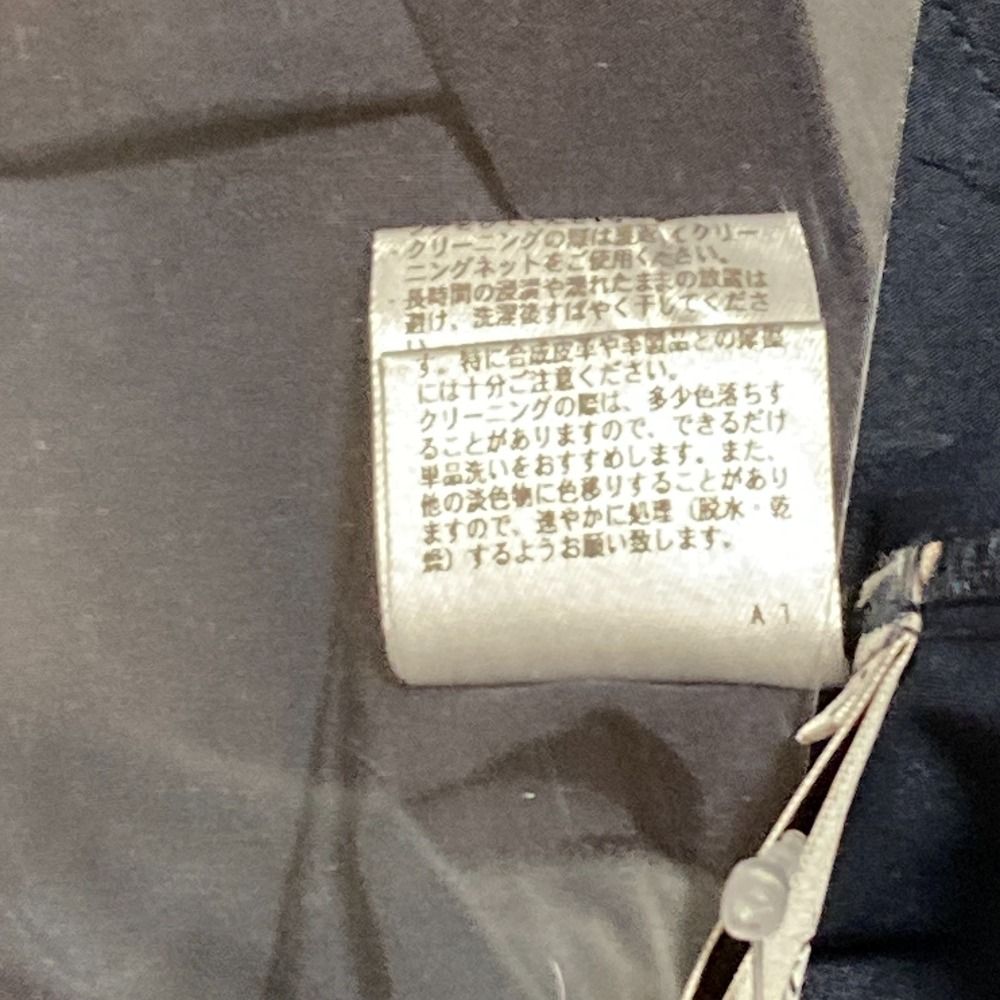 クリーニングの際は裏返してクリー
ニングネットをご使用ください。
長時間の浸漬や濡れたままの放置は
避け、洗濯後すばやく干してくださ
い
す。特に合成皮革や半製品との摩擦
には十分ご注意ください。
クリーニングの際は、多少色落ちす
ることがありますので、できるだけ
単品洗いをおすすめします。また、
他の淡色物に色移りすることがあり
ますので、速やかに処理(脱水・乾
燥)するようお願い致します。
A 1